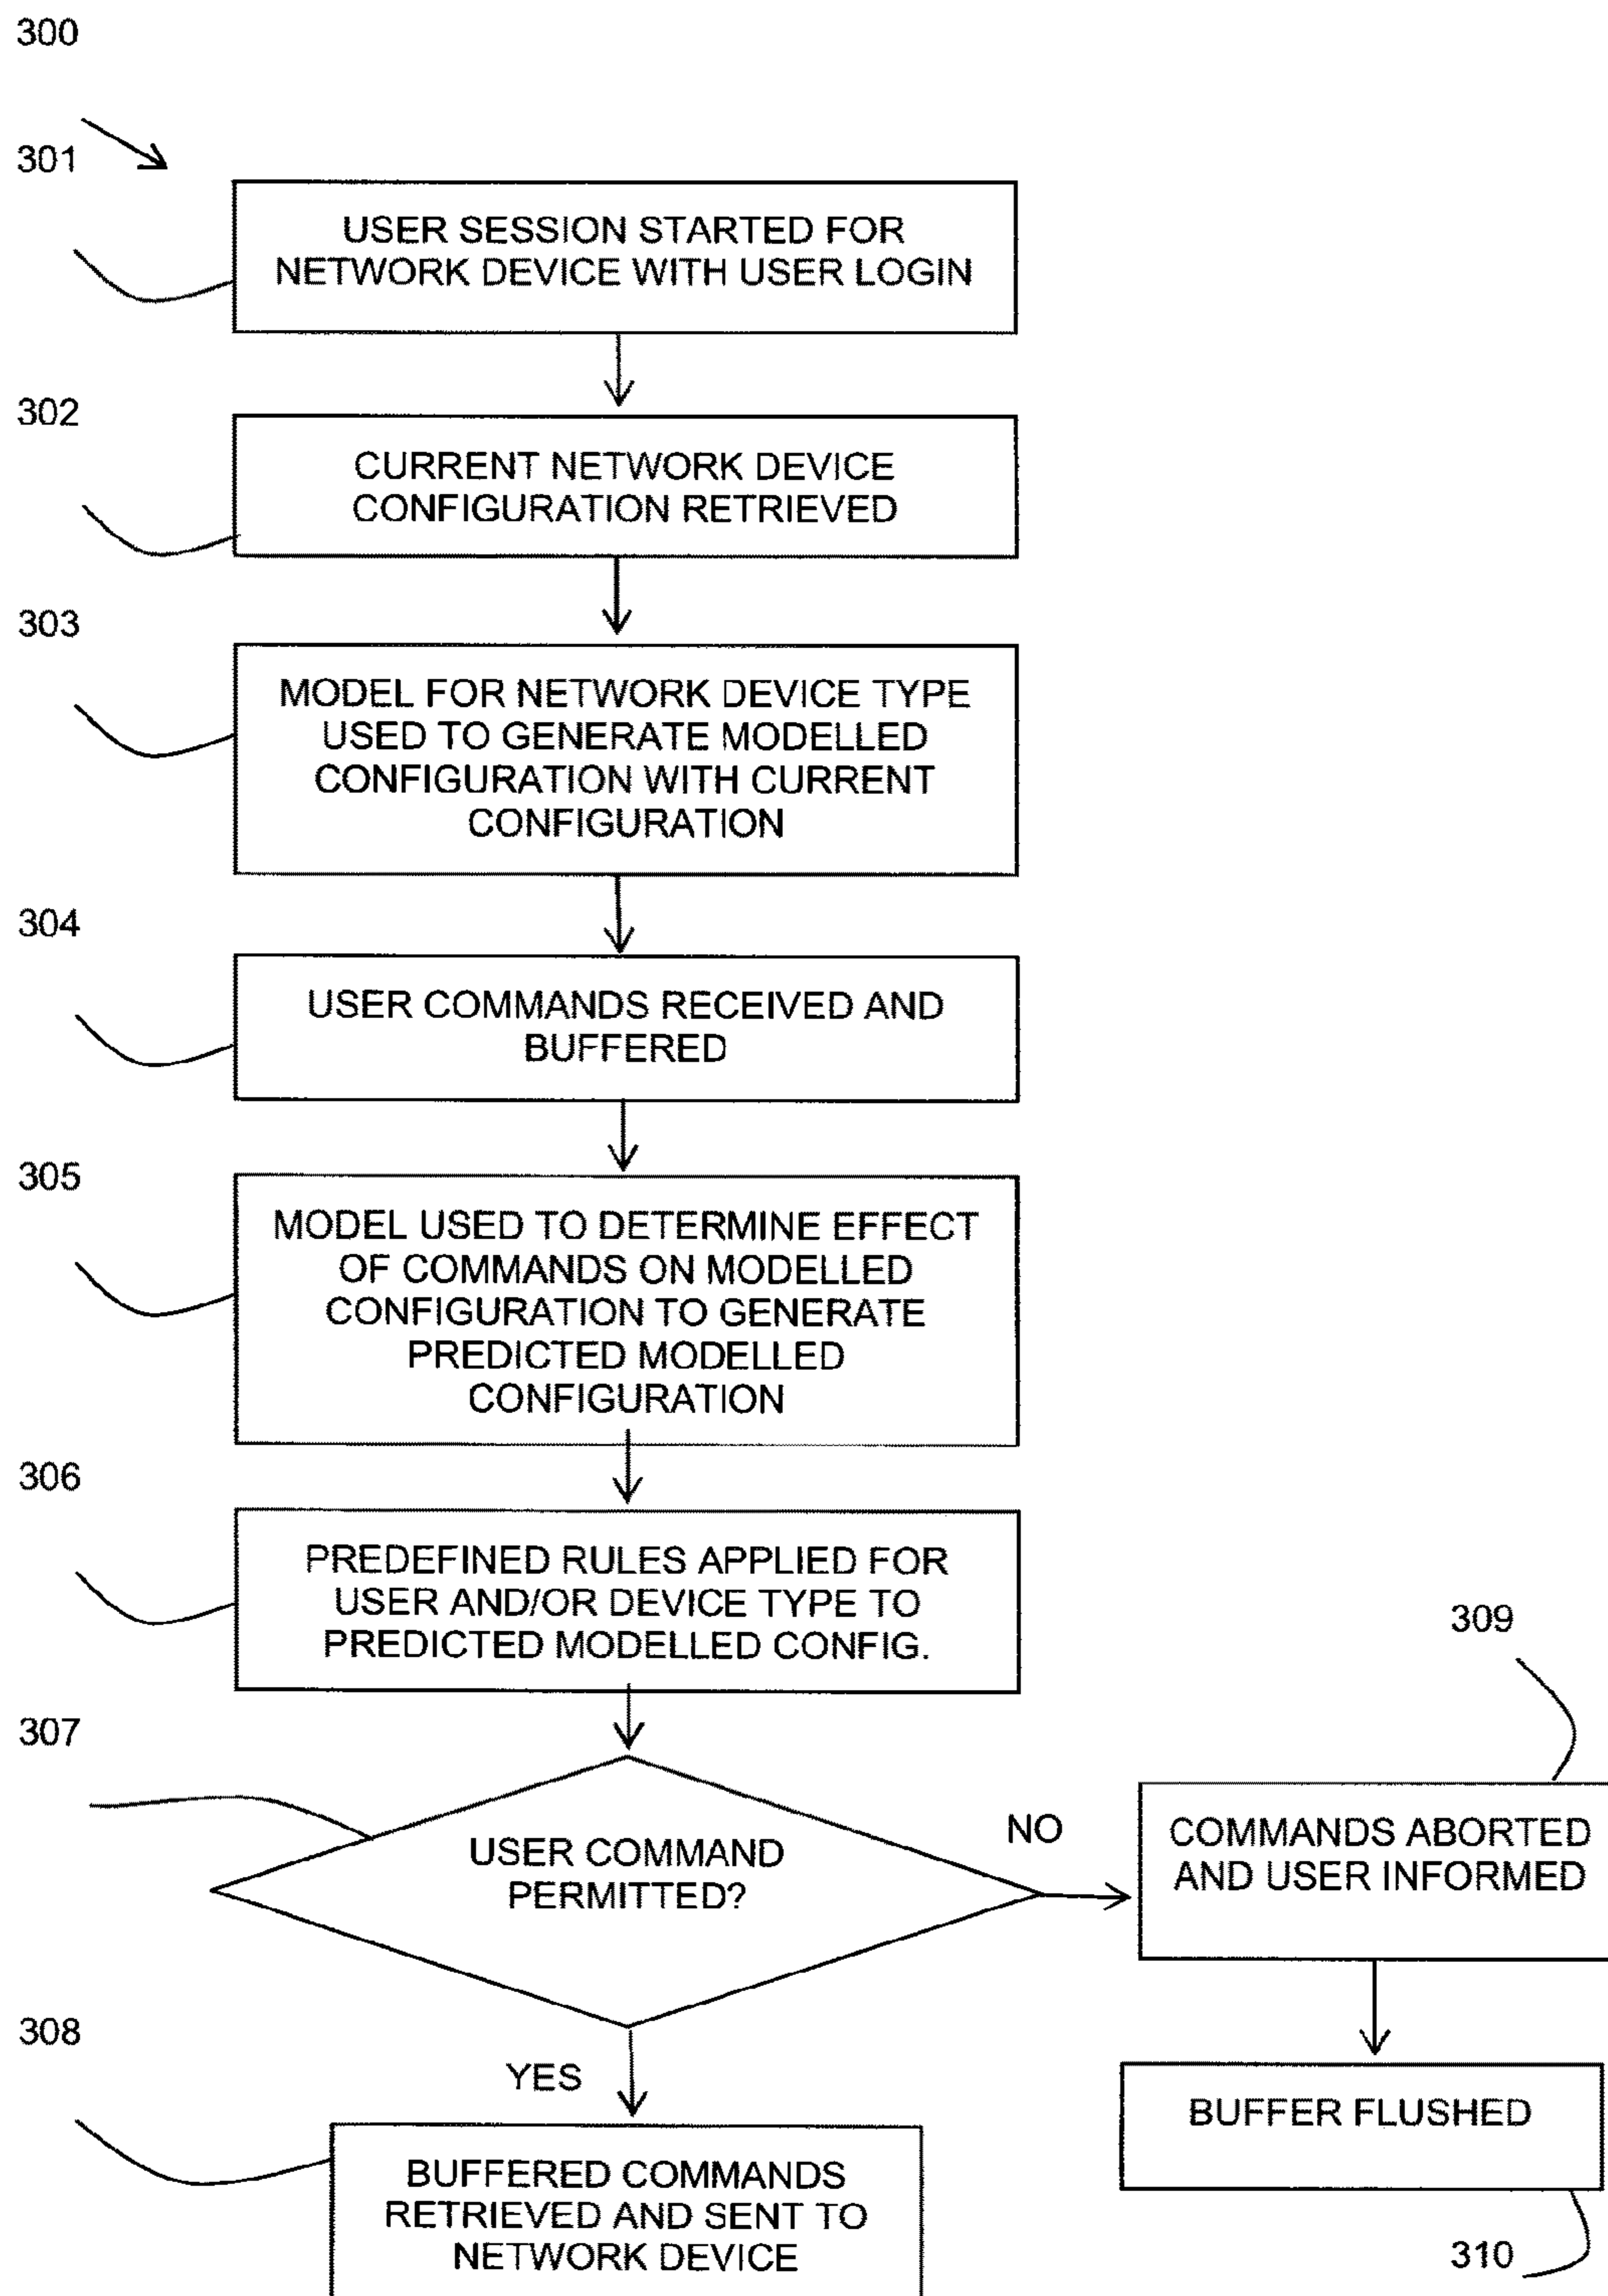 300
301
USER SESSION STARTED FOR
NETWORK DEVICE WITH USER LOGIN
302
CURRENT NETWORK DEVICE
CONFIGURATION RETRIEVED
303
MODEL FOR NETWORK DEVICE TYPE
USED TO GENERATE MODELLED
CONFIGURATION WITH CURRENT
CONFIGURATION
304
USER COMMANDS RECEIVED AND
BUFFERED
305
MODEL USED TO DETERMINE EFFECT
OF COMMANDS ON MODELLED
CONFIGURATION TO GENERATE
PREDICTED MODELLED
CONFIGURATION
306
PREDEFINED RULES APPLIED FOR
USER AND/OR DEVICE TYPE TO
PREDICTED MODELLED CONFIG.
307
USER COMMAND
PERMITTED?
NO
309
COMMANDS ABORTED
AND USER INFORMED
308
YES
BUFFERED COMMANDS
RETRIEVED AND SENT TO
NETWORK DEVICE
BUFFER FLUSHED
310